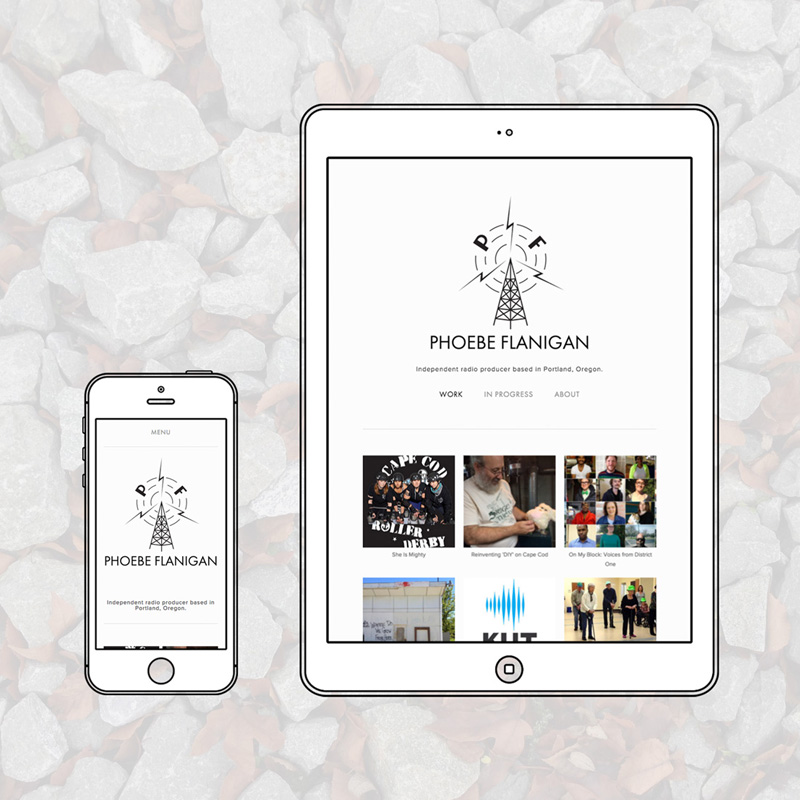 MENU
P F
PHOEBE FLANIGAN
Independent radio producer based in
Portland, Oregon.
P F
PHOEBE FLANIGAN
Independent radio producer based in Portland, Oregon.
WORK IN PROGRESS ABOUT
CAPE COD
ROLLER
DERBY
She Is Mighty
Reinventing 'DIY' on Cape Cod
On My Block: Voices from District
One
KUT